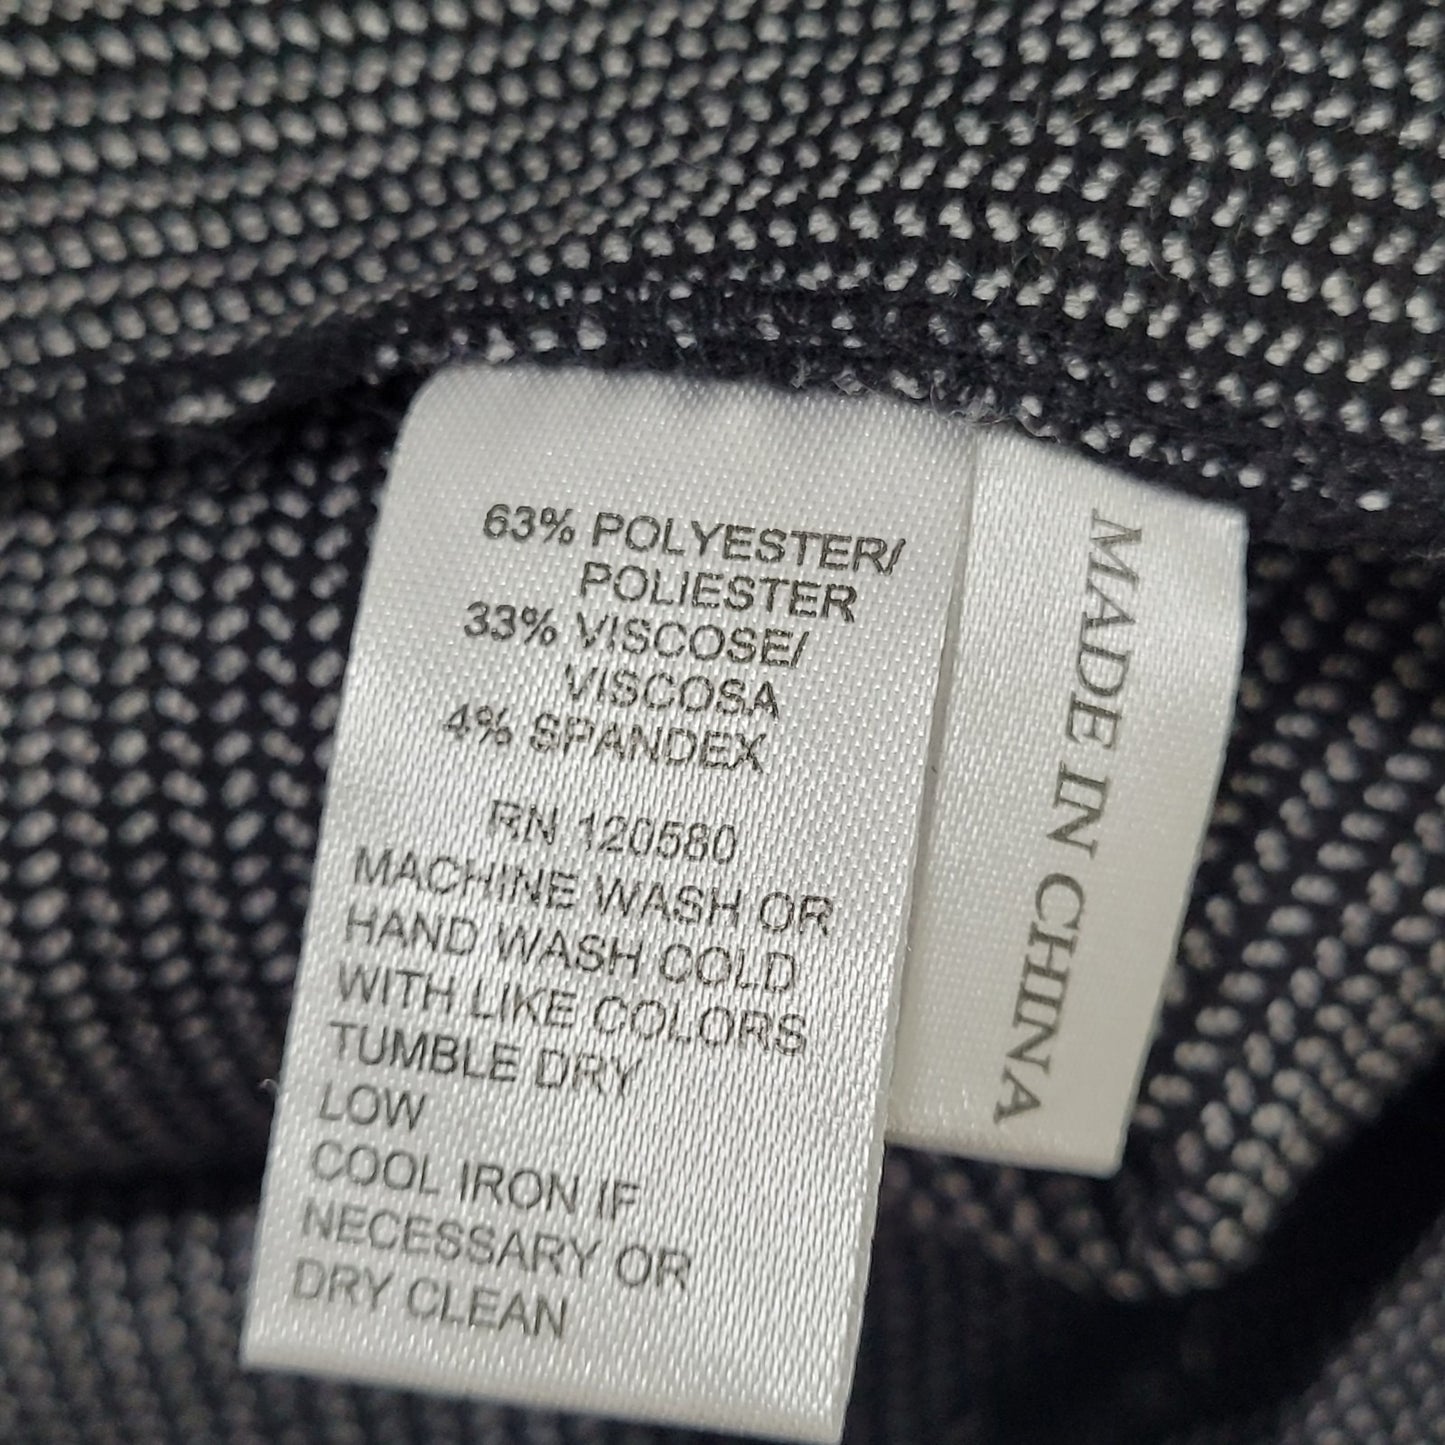 63% POLYESTER/
POLIESTER
33% VISCOSE/
VISCOSA
4% SPANDEX
RN 120580
MACHINE WASH OR
HAND WASH COLD
WITH LIKE COLORS
TUMBLE DRY
LOW
COOL IRON IF
NECESSARY OR
DRY CLEAN
MADE IN CHINA